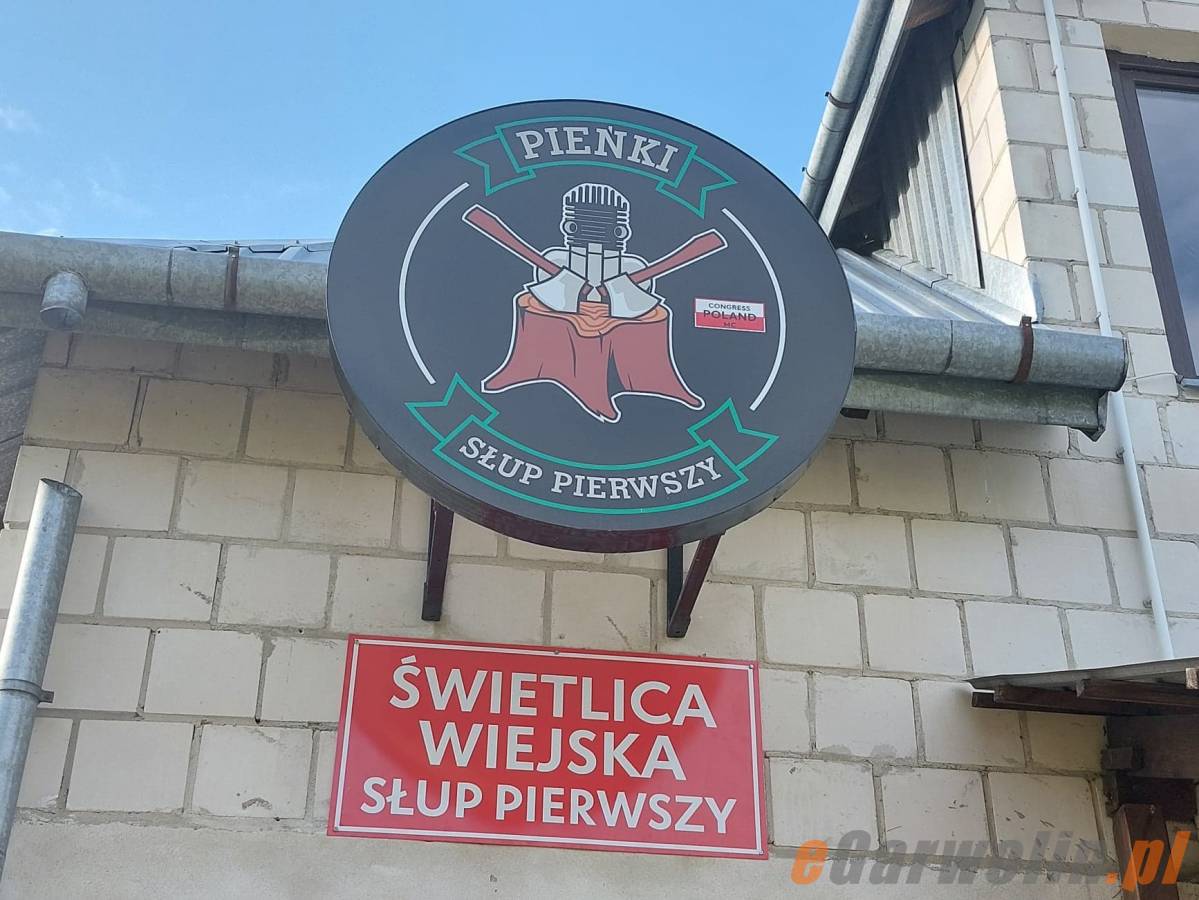 PIEŃKI
CONGRESS
POLAND
MC
SŁUP PIERWSZY
ŚWIETLICA
WIEJSKA
SŁUP PIERWSZY
eGarwolin.pl